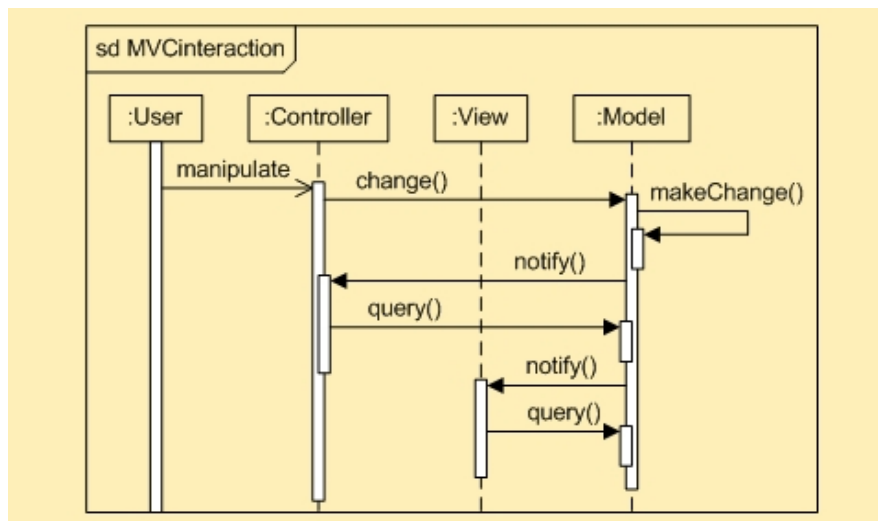 sd MVCinteraction
:User :Controller :View :Model
manipulate
change()
makeChange()
notify()
query()
notify()
query()